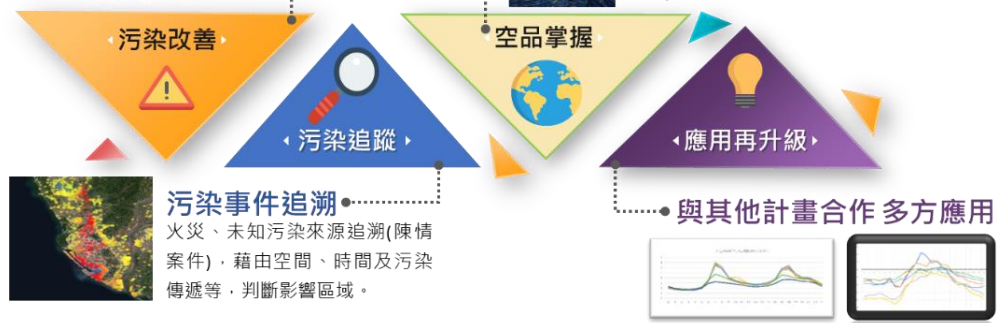 污染改善
空品掌握
污染追蹤
應用再升級
污染事件追溯
火災、未知污染來源追溯(陳情
案件)，藉由空間、時間及污染
傳遞等，判斷影響區域。
與其他計畫合作 多方應用